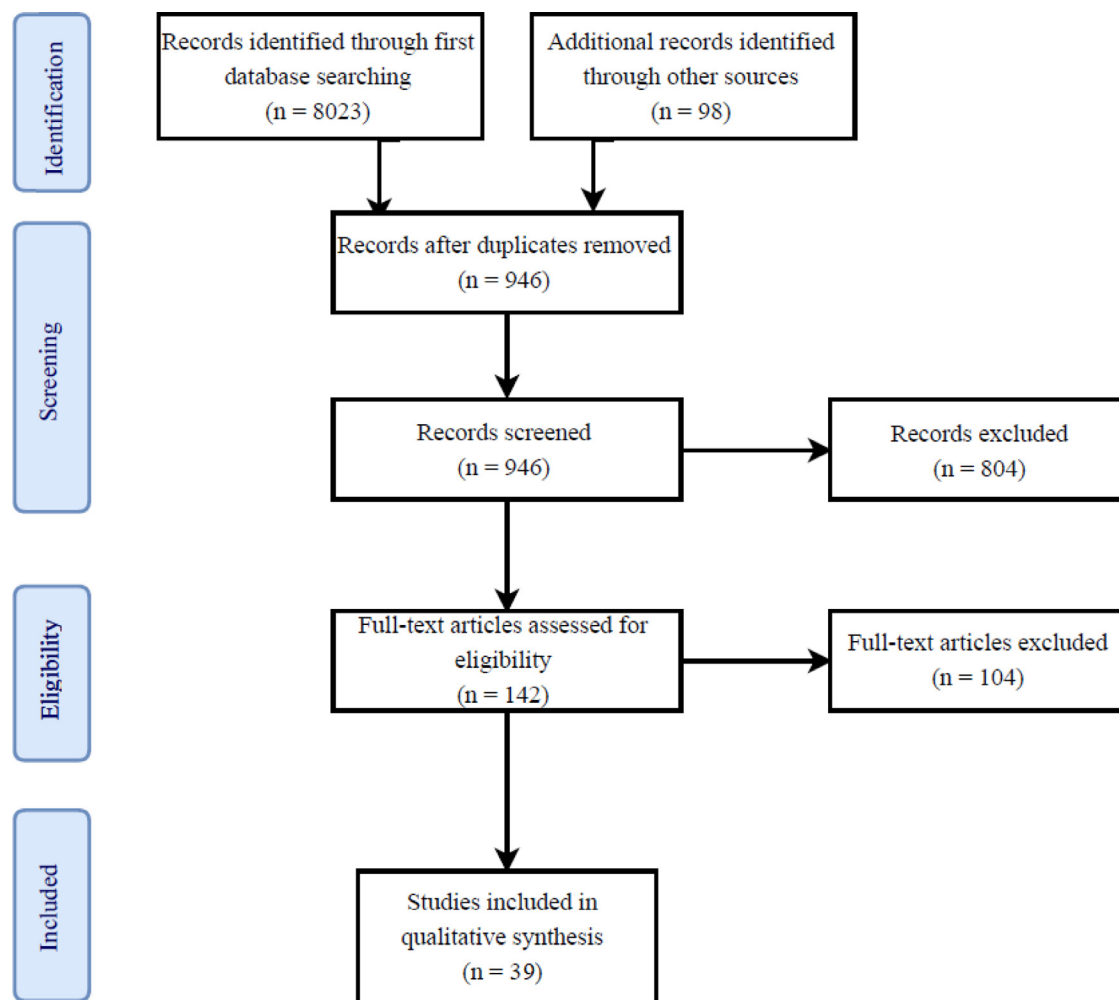 Identification
Records identified through first
database searching
(n = 8023)
Additional records identified
through other sources
(n = 98)
Screening
Records after duplicates removed
(n = 946)
Records screened
(n = 946)
Records excluded
(n = 804)
Eligibility
Full-text articles assessed for
eligibility
(n = 142)
Full-text articles excluded
(n = 104)
Included
Studies included in
qualitative synthesis
(n = 39)